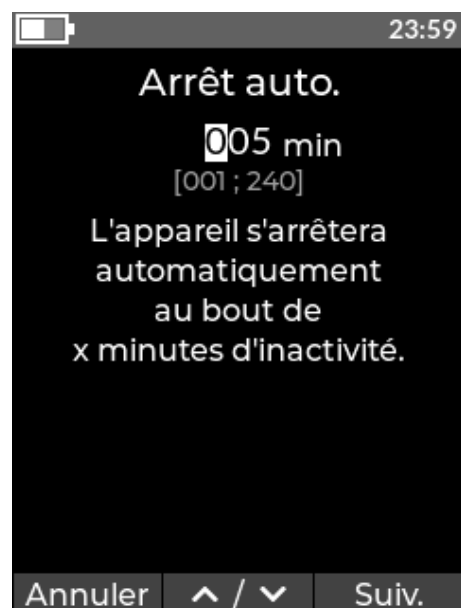 23:59
Arrêt auto.
005 min
[001 ; 240]
L'appareil s'arrêtera
automatiquement
au bout de
x minutes d'inactivité.
Annuler / Suiv.